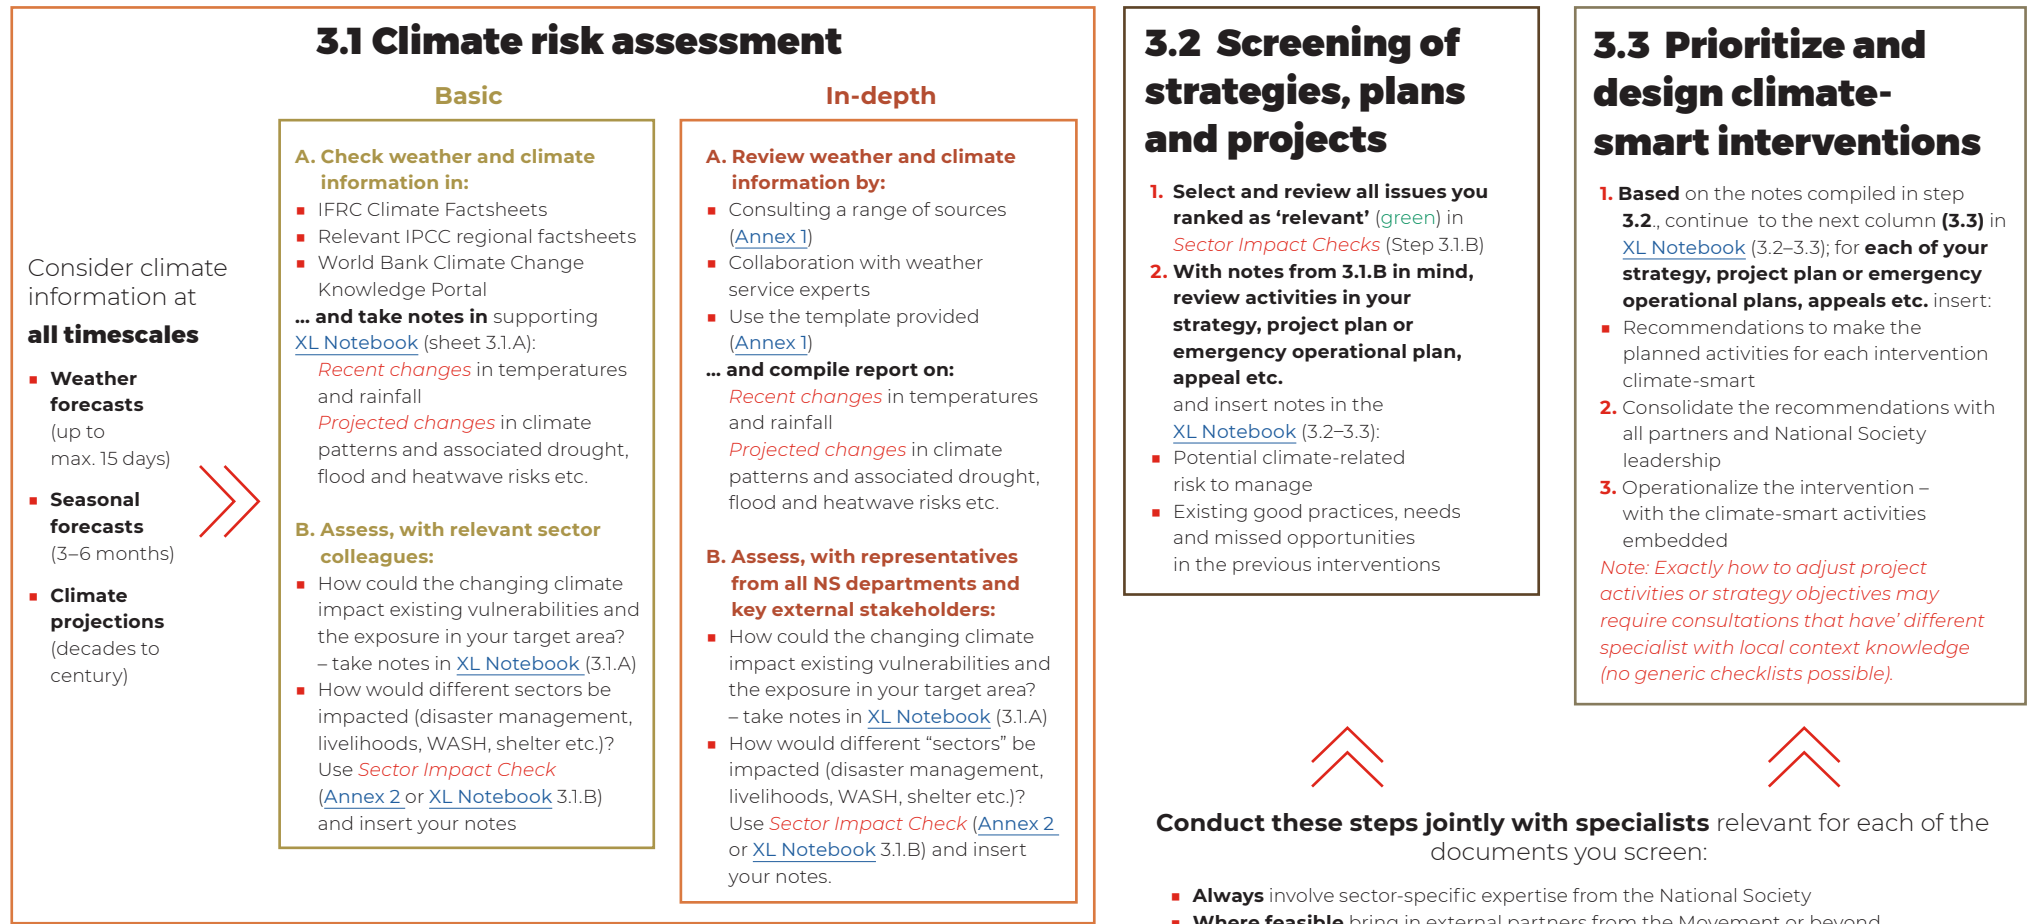 3.1 Climate risk assessment
Consider climate
information at
all timescales
▪ Weather
forecasts
(up to
max. 15 days)
▪ Seasonal
forecasts
(3–6 months)
▪ Climate
projections
(decades to
century)
Basic
A. Check weather and climate
information in:
▪ IFRC Climate Factsheets
▪ Relevant IPCC regional factsheets
▪ World Bank Climate Change
Knowledge Portal
... and take notes in supporting
XL Notebook (sheet 3.1.A):
Recent changes in temperatures
and rainfall
Projected changes in climate
patterns and associated drought,
flood and heatwave risks etc.
B. Assess, with relevant sector
colleagues:
▪ How could the changing climate
impact existing vulnerabilities and
the exposure in your target area?
– take notes in XL Notebook (3.1.A)
▪ How would different sectors be
impacted (disaster management,
livelihoods, WASH, shelter etc.)?
Use Sector Impact Check
(Annex 2 or XL Notebook 3.1.B)
and insert your notes
In-depth
A. Review weather and climate
information by:
▪ Consulting a range of sources
(Annex 1)
▪ Collaboration with weather
service experts
▪ Use the template provided
(Annex 1)
... and compile report on:
Recent changes in temperatures
and rainfall
Projected changes in climate
patterns and associated drought,
flood and heatwave risks etc.
B. Assess, with representatives
from all NS departments and
key external stakeholders:
▪ How could the changing climate
impact existing vulnerabilities and
the exposure in your target area?
– take notes in XL Notebook (3.1.A)
▪ How would different “sectors” be
impacted (disaster management,
livelihoods, WASH, shelter etc.)?
Use Sector Impact Check (Annex 2
or XL Notebook 3.1.B) and insert
your notes.
3.2 Screening of
strategies, plans
and projects
1. Select and review all issues you
ranked as ‘relevant’ (green) in
Sector Impact Checks (Step 3.1.B)
2. With notes from 3.1.B in mind,
review activities in your
strategy, project plan or
emergency operational plan,
appeal etc.
and insert notes in the
XL Notebook (3.2–3.3):
▪ Potential climate-related
risk to manage
▪ Existing good practices, needs
and missed opportunities
in the previous interventions
3.3 Prioritize and
design climate-
smart interventions
1. Based on the notes compiled in step
3.2., continue to the next column (3.3) in
XL Notebook (3.2–3.3); for each of your
strategy, project plan or emergency
operational plans, appeals etc. insert:
▪ Recommendations to make the
planned activities for each intervention
climate-smart
2. Consolidate the recommendations with
all partners and National Society
leadership
3. Operationalize the intervention –
with the climate-smart activities
embedded
Note: Exactly how to adjust project
activities or strategy objectives may
require consultations that have’ different
specialist with local context knowledge
(no generic checklists possible).
Conduct these steps jointly with specialists relevant for each of the
documents you screen:
▪ Always involve sector-specific expertise from the National Society
▪ Where feasible bring in external partners from the Movement or beyond